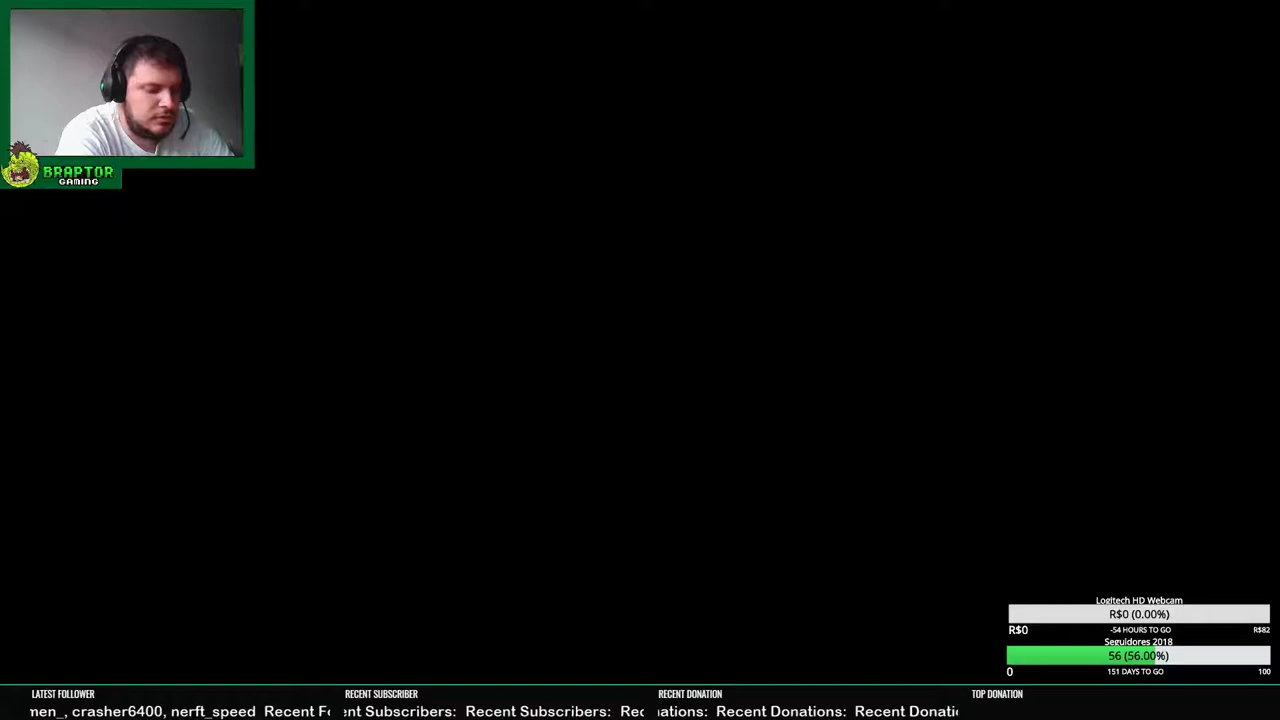 BRAPTOR
GAMING
Logitech HD Webcam
R$0 (0.00%)
R$0 -54 HOURS TO GO R$82
Seguidores 2018
56 (56.00%)
0 151 DAYS TO GO 100
LATEST FOLLOWER RECENT SUBSCRIBER RECENT DONATION TOP DONATION
men_, crasher6400, nerft_speed Recent Fo ent Subscribers: Recent Subscribers: Rec ations: Recent Donations: Recent Donati